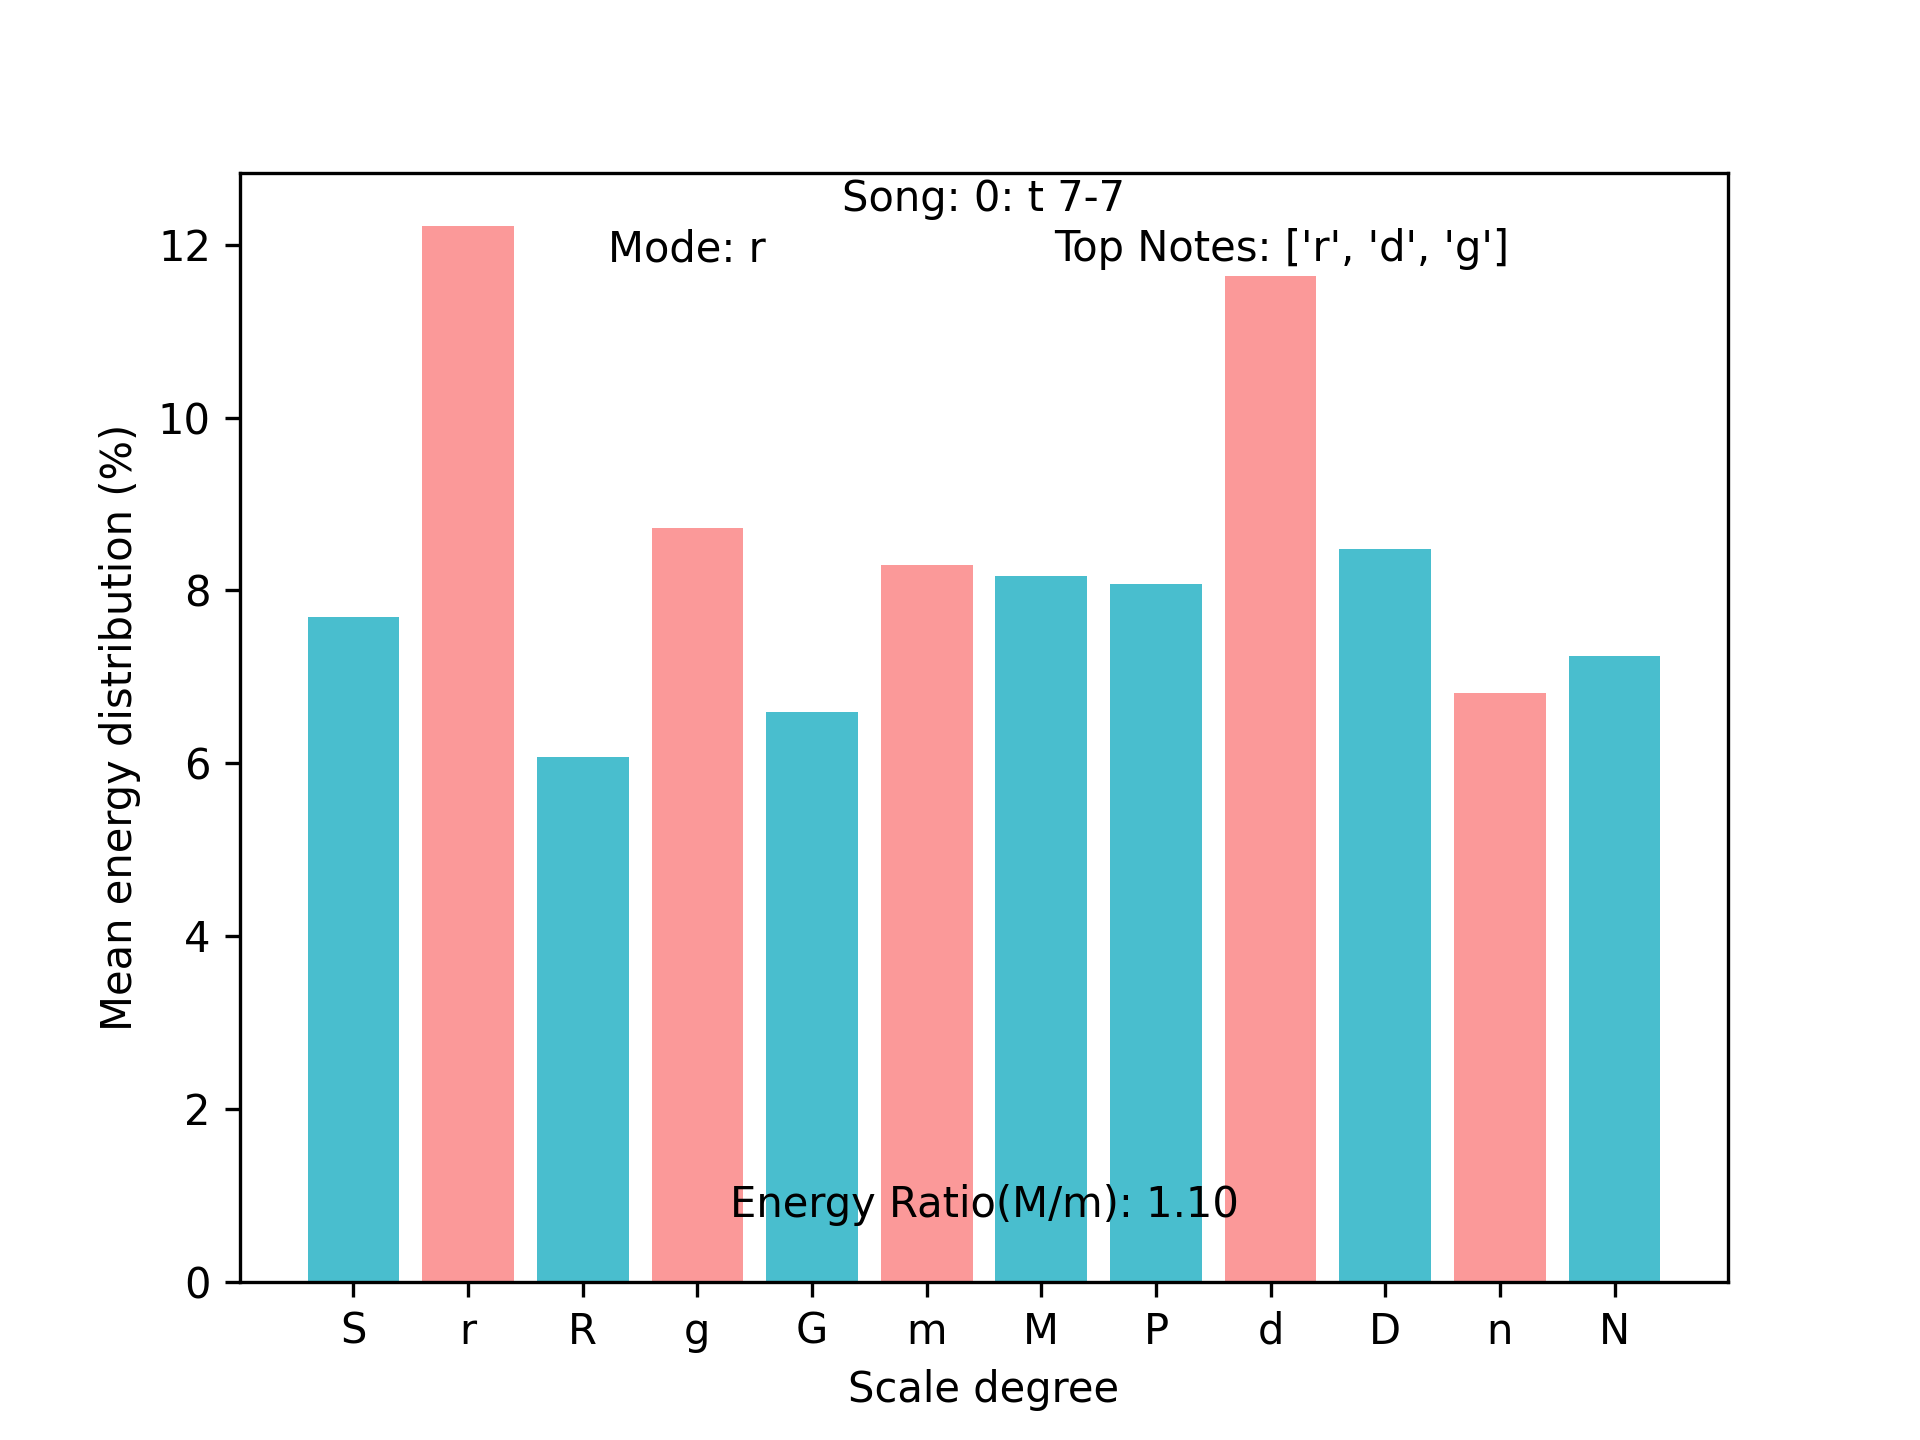 Song: 0: t 7-7
Mode: r
Top Notes: ['r', 'd', 'g']
12
10
8
6
4
2
0
Mean energy distribution (%)
Energy Ratio(M/m): 1.10
S r R g G m M P d D n N
Scale degree